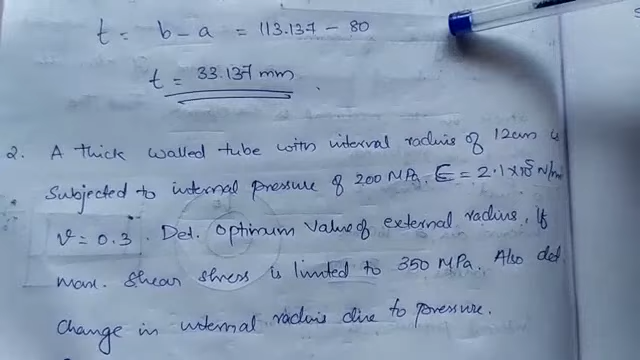 t = b - a = 113.137 - 80
t = 33.137 mm.
2. A thick walled tube with internal radius of 12cm is
Subjected to internal pressure of 200 MPa. E = 2.1 x 10⁵ N/m
ν = 0.3. Det. Optimum Value of external radius, If
max. Shear stress is limited to 350 MPa. Also det.
Change in internal radius due to pressure.